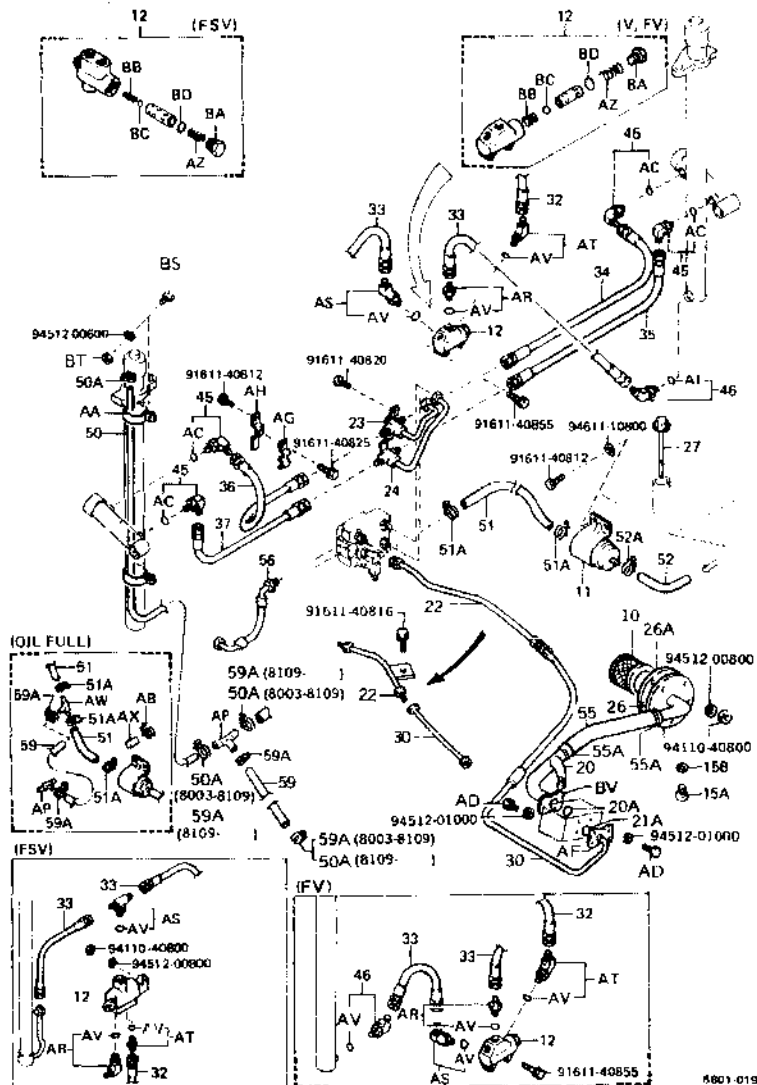 12
(FSV)
BB
BC
BD
BA
AZ
12
(V, FV)
BB
BC
BD
BA
AZ
46
AC
33
33
32
AT
AV
AC
45
AS
AV
AR
AV
12
34
35
BS
94512-00600
BT
50A
AA
50
91611-40812
45
AH
AG
AC
91611-40820
23
91611-40825
24
AI
46
91611-40855
94611-10800
91611-40812
27
45
AC
36
37
51
51A
51A
52A
52
11
56
91611-40816
22
22
30
10
26A
94512-00800
26
55
55A
55A
94110-40800
15B
15A
20
BV
20A
21A
AD
94512-01000
AF
94512-01000
30
AD
(OIL FULL)
51
51A
59A
AW
51A
AX
AB
59
51
51A
AP
59A
59A (8109- )
50A (8003-8109)
AP
59A
50A
(8003-8109)
59A
(8109- )
59
59A (8003-8109)
50A (8109- )
(FSV)
33
33
AV
AS
94110-40800
94512-00800
12
AV
AR
AV
AT
32
(FV)
33
33
32
46
AV
AR
AV
AT
AV
AV
AS
12
91611-40855
6801-019